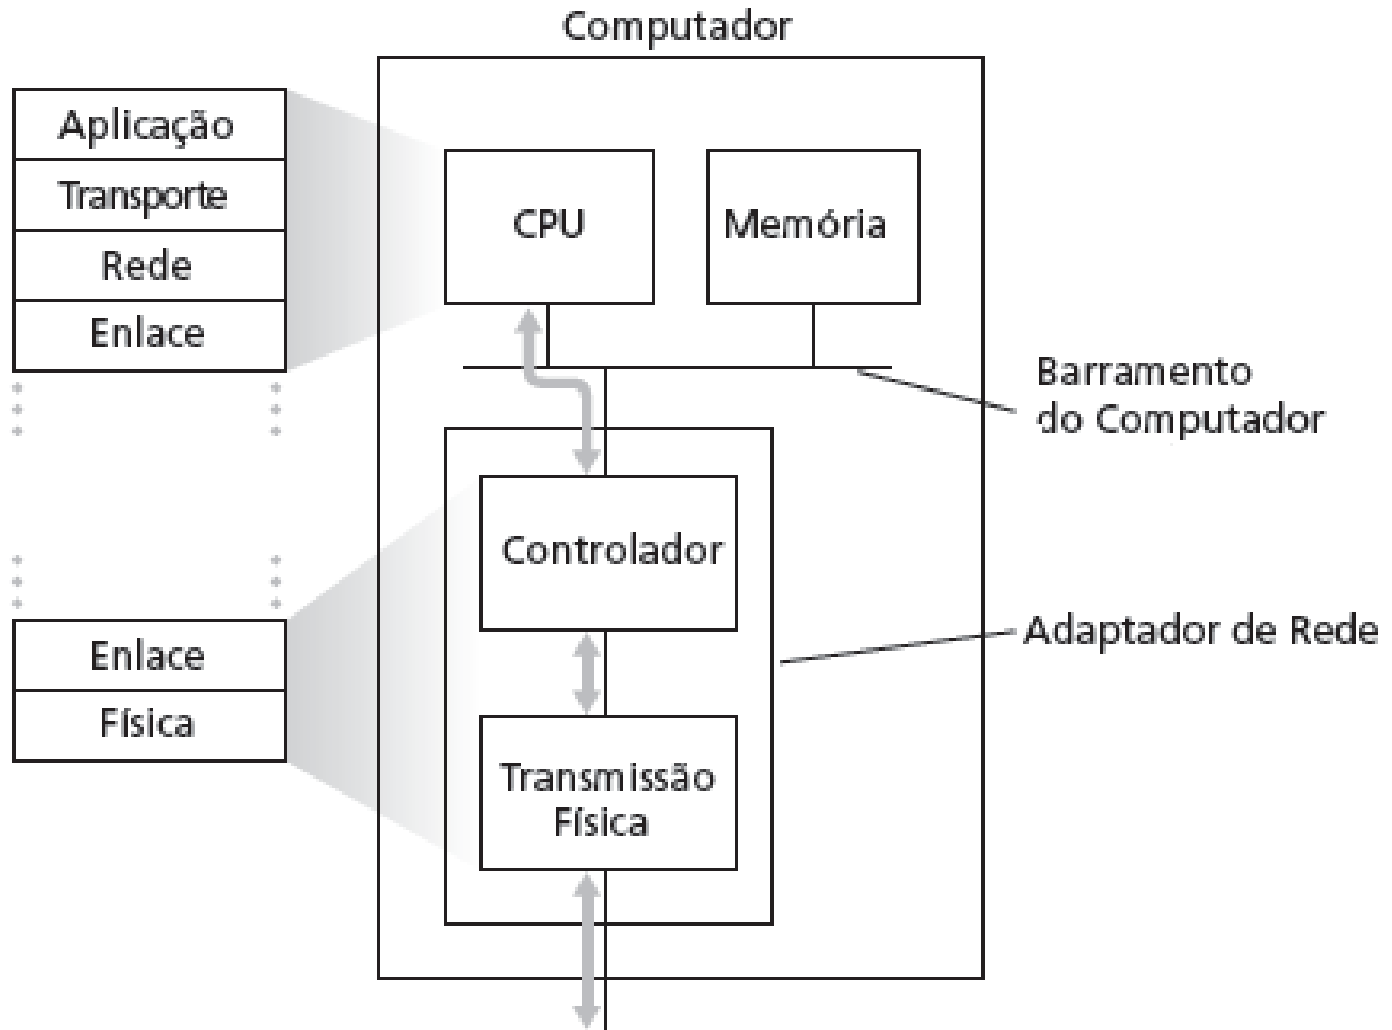 Computador
Aplicação
Transporte
Rede
Enlace
CPU
Memória
Barramento
do Computador
Controlador
Adaptador de Rede
Enlace
Física
Transmissão
Física